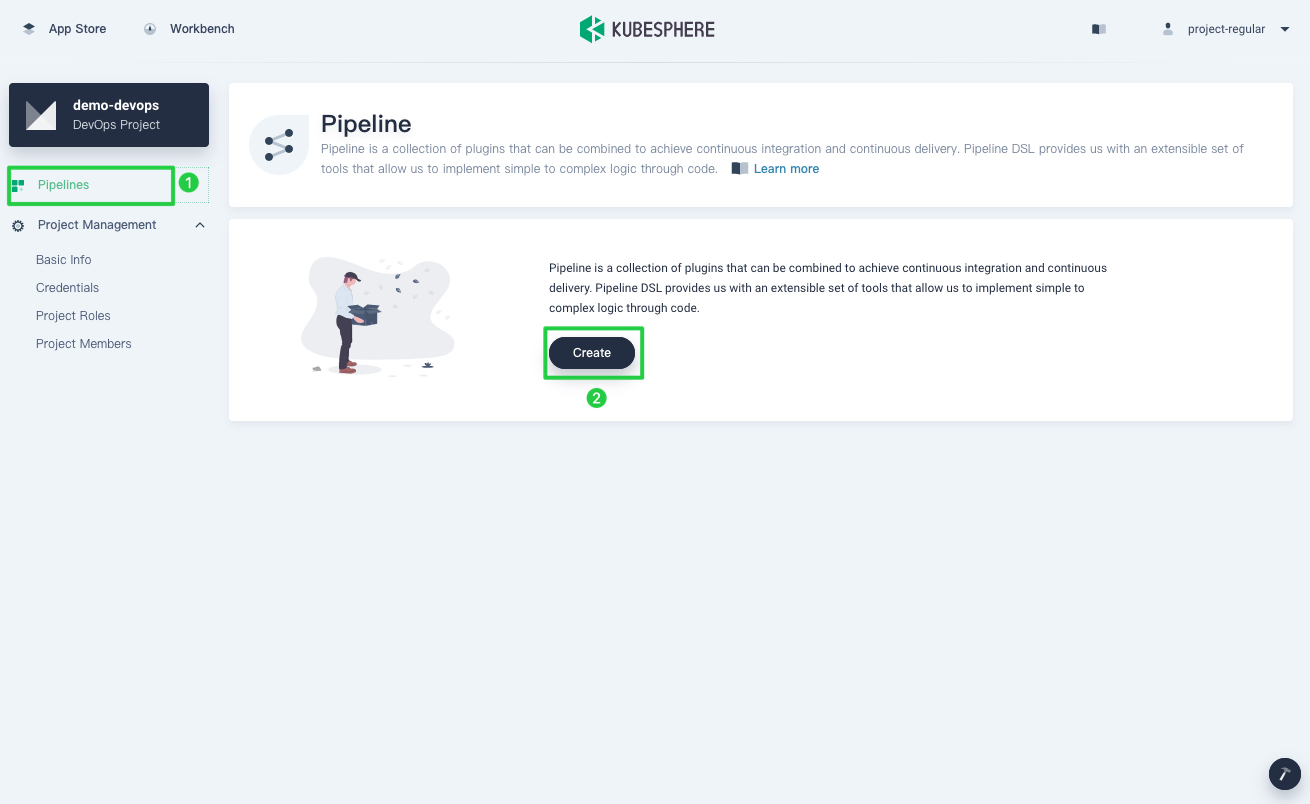 App Store
Workbench
KUBESPHERE
project-regular
demo-devops
DevOps Project
Pipelines
1
Project Management
Basic Info
Credentials
Project Roles
Project Members
Pipeline
Pipeline is a collection of plugins that can be combined to achieve continuous integration and continuous delivery. Pipeline DSL provides us with an extensible set of
tools that allow us to implement simple to complex logic through code. Learn more
Pipeline is a collection of plugins that can be combined to achieve continuous integration and continuous
delivery. Pipeline DSL provides us with an extensible set of tools that allow us to implement simple to
complex logic through code.
Create
2